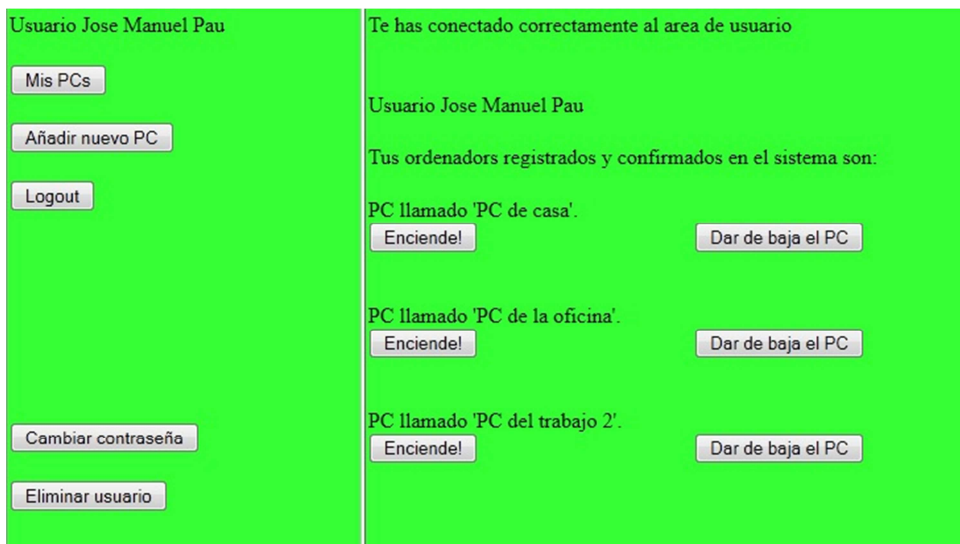 Usuario Jose Manuel Pau
Mis PCs
Añadir nuevo PC
Logout
Cambiar contraseña
Eliminar usuario
Te has conectado correctamente al area de usuario
Usuario Jose Manuel Pau
Tus ordenadors registrados y confirmados en el sistema son:
PC llamado 'PC de casa'.
Enciende! Dar de baja el PC
PC llamado 'PC de la oficina'.
Enciende! Dar de baja el PC
PC llamado 'PC del trabajo 2'.
Enciende! Dar de baja el PC